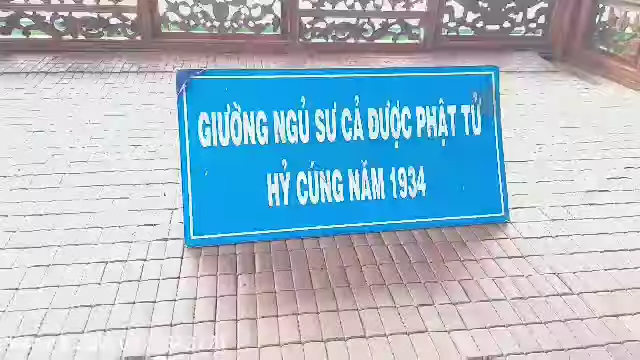 GIƯỜNG NGỦ SƯ CẢ ĐƯỢC PHẬT TỬ
HỶ CÚNG NĂM 1934